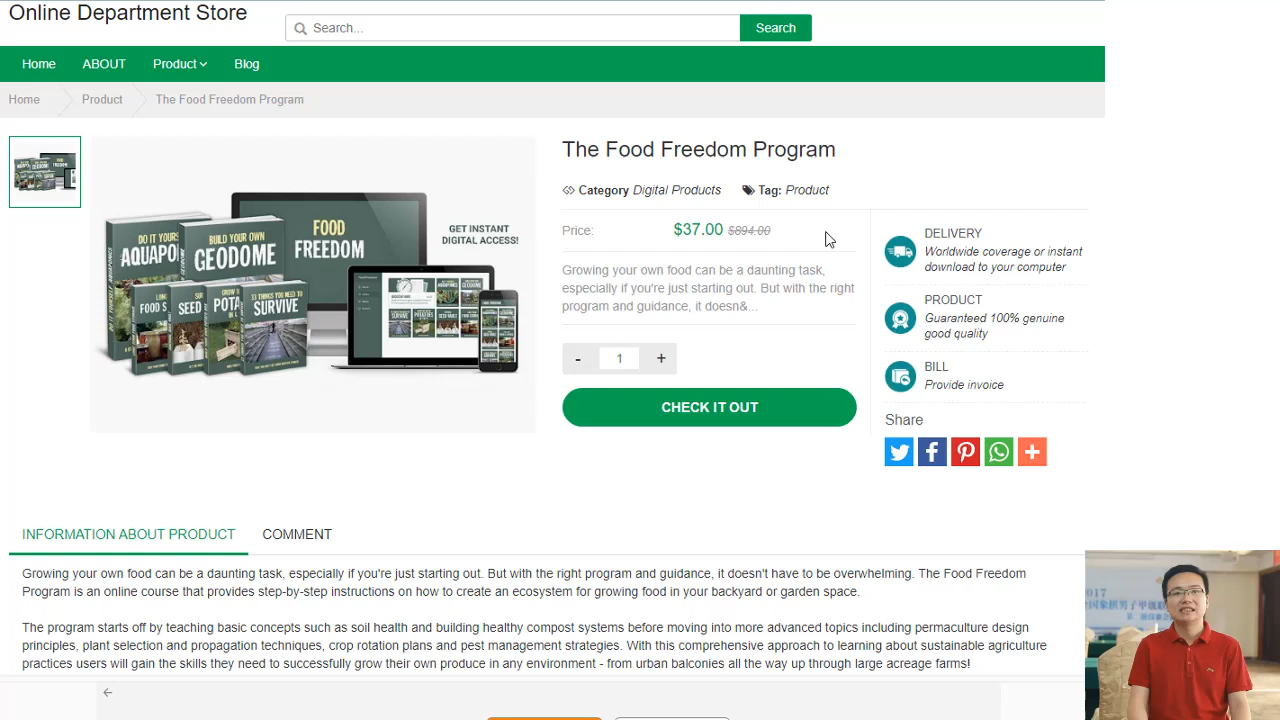 Online Department Store
Search...
Search
Home
ABOUT
Product
Blog
Home
Product
The Food Freedom Program
DO IT YOURS
AQUAPO
BUILD YOUR OWN
GEODOME
FOOD S
SEED
POTA
33 THINGS YOU NEED TO
SURVIVE
FOOD
FREEDOM
GET INSTANT
DIGITAL ACCESS!
The Food Freedom Program
Category Digital Products
Tag: Product
Price:
$37.00 $894.00
Growing your own food can be a daunting task,
especially if you're just starting out. But with the right
program and guidance, it doesn&...
- 1 +
CHECK IT OUT
DELIVERY
Worldwide coverage or instant
download to your computer
PRODUCT
Guaranteed 100% genuine
good quality
BILL
Provide invoice
Share
INFORMATION ABOUT PRODUCT
COMMENT
Growing your own food can be a daunting task, especially if you're just starting out. But with the right program and guidance, it doesn't have to be overwhelming. The Food Freedom
Program is an online course that provides step-by-step instructions on how to create an ecosystem for growing food in your backyard or garden space.
The program starts off by teaching basic concepts such as soil health and building healthy compost systems before moving into more advanced topics including permaculture design
principles, plant selection and propagation techniques, crop rotation plans and pest management strategies. With this comprehensive approach to learning about sustainable agriculture
practices users will gain the skills they need to successfully grow their own produce in any environment - from urban balconies all the way up through large acreage farms!
2017